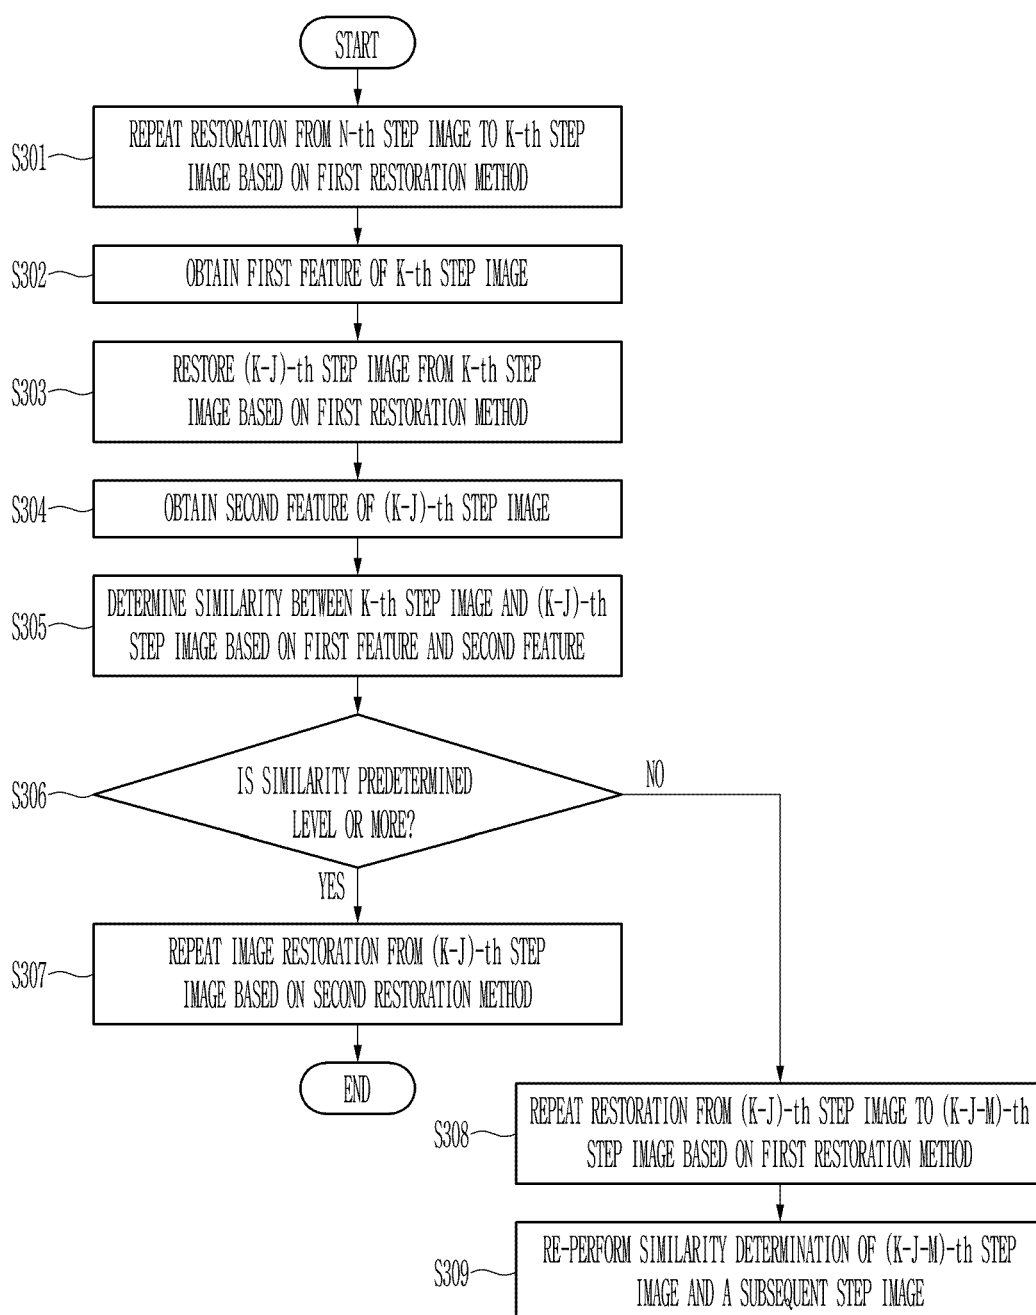 START
S301
REPEAT RESTORATION FROM N-th STEP IMAGE TO K-th STEP
IMAGE BASED ON FIRST RESTORATION METHOD
S302
OBTAIN FIRST FEATURE OF K-th STEP IMAGE
S303
RESTORE (K-J)-th STEP IMAGE FROM K-th STEP
IMAGE BASED ON FIRST RESTORATION METHOD
S304
OBTAIN SECOND FEATURE OF (K-J)-th STEP IMAGE
S305
DETERMINE SIMILARITY BETWEEN K-th STEP IMAGE AND (K-J)-th
STEP IMAGE BASED ON FIRST FEATURE AND SECOND FEATURE
S306
IS SIMILARITY PREDETERMINED
LEVEL OR MORE?
NO
YES
S307
REPEAT IMAGE RESTORATION FROM (K-J)-th STEP
IMAGE BASED ON SECOND RESTORATION METHOD
END
S308
REPEAT RESTORATION FROM (K-J)-th STEP IMAGE TO (K-J-M)-th
STEP IMAGE BASED ON FIRST RESTORATION METHOD
S309
RE-PERFORM SIMILARITY DETERMINATION OF (K-J-M)-th STEP
IMAGE AND A SUBSEQUENT STEP IMAGE